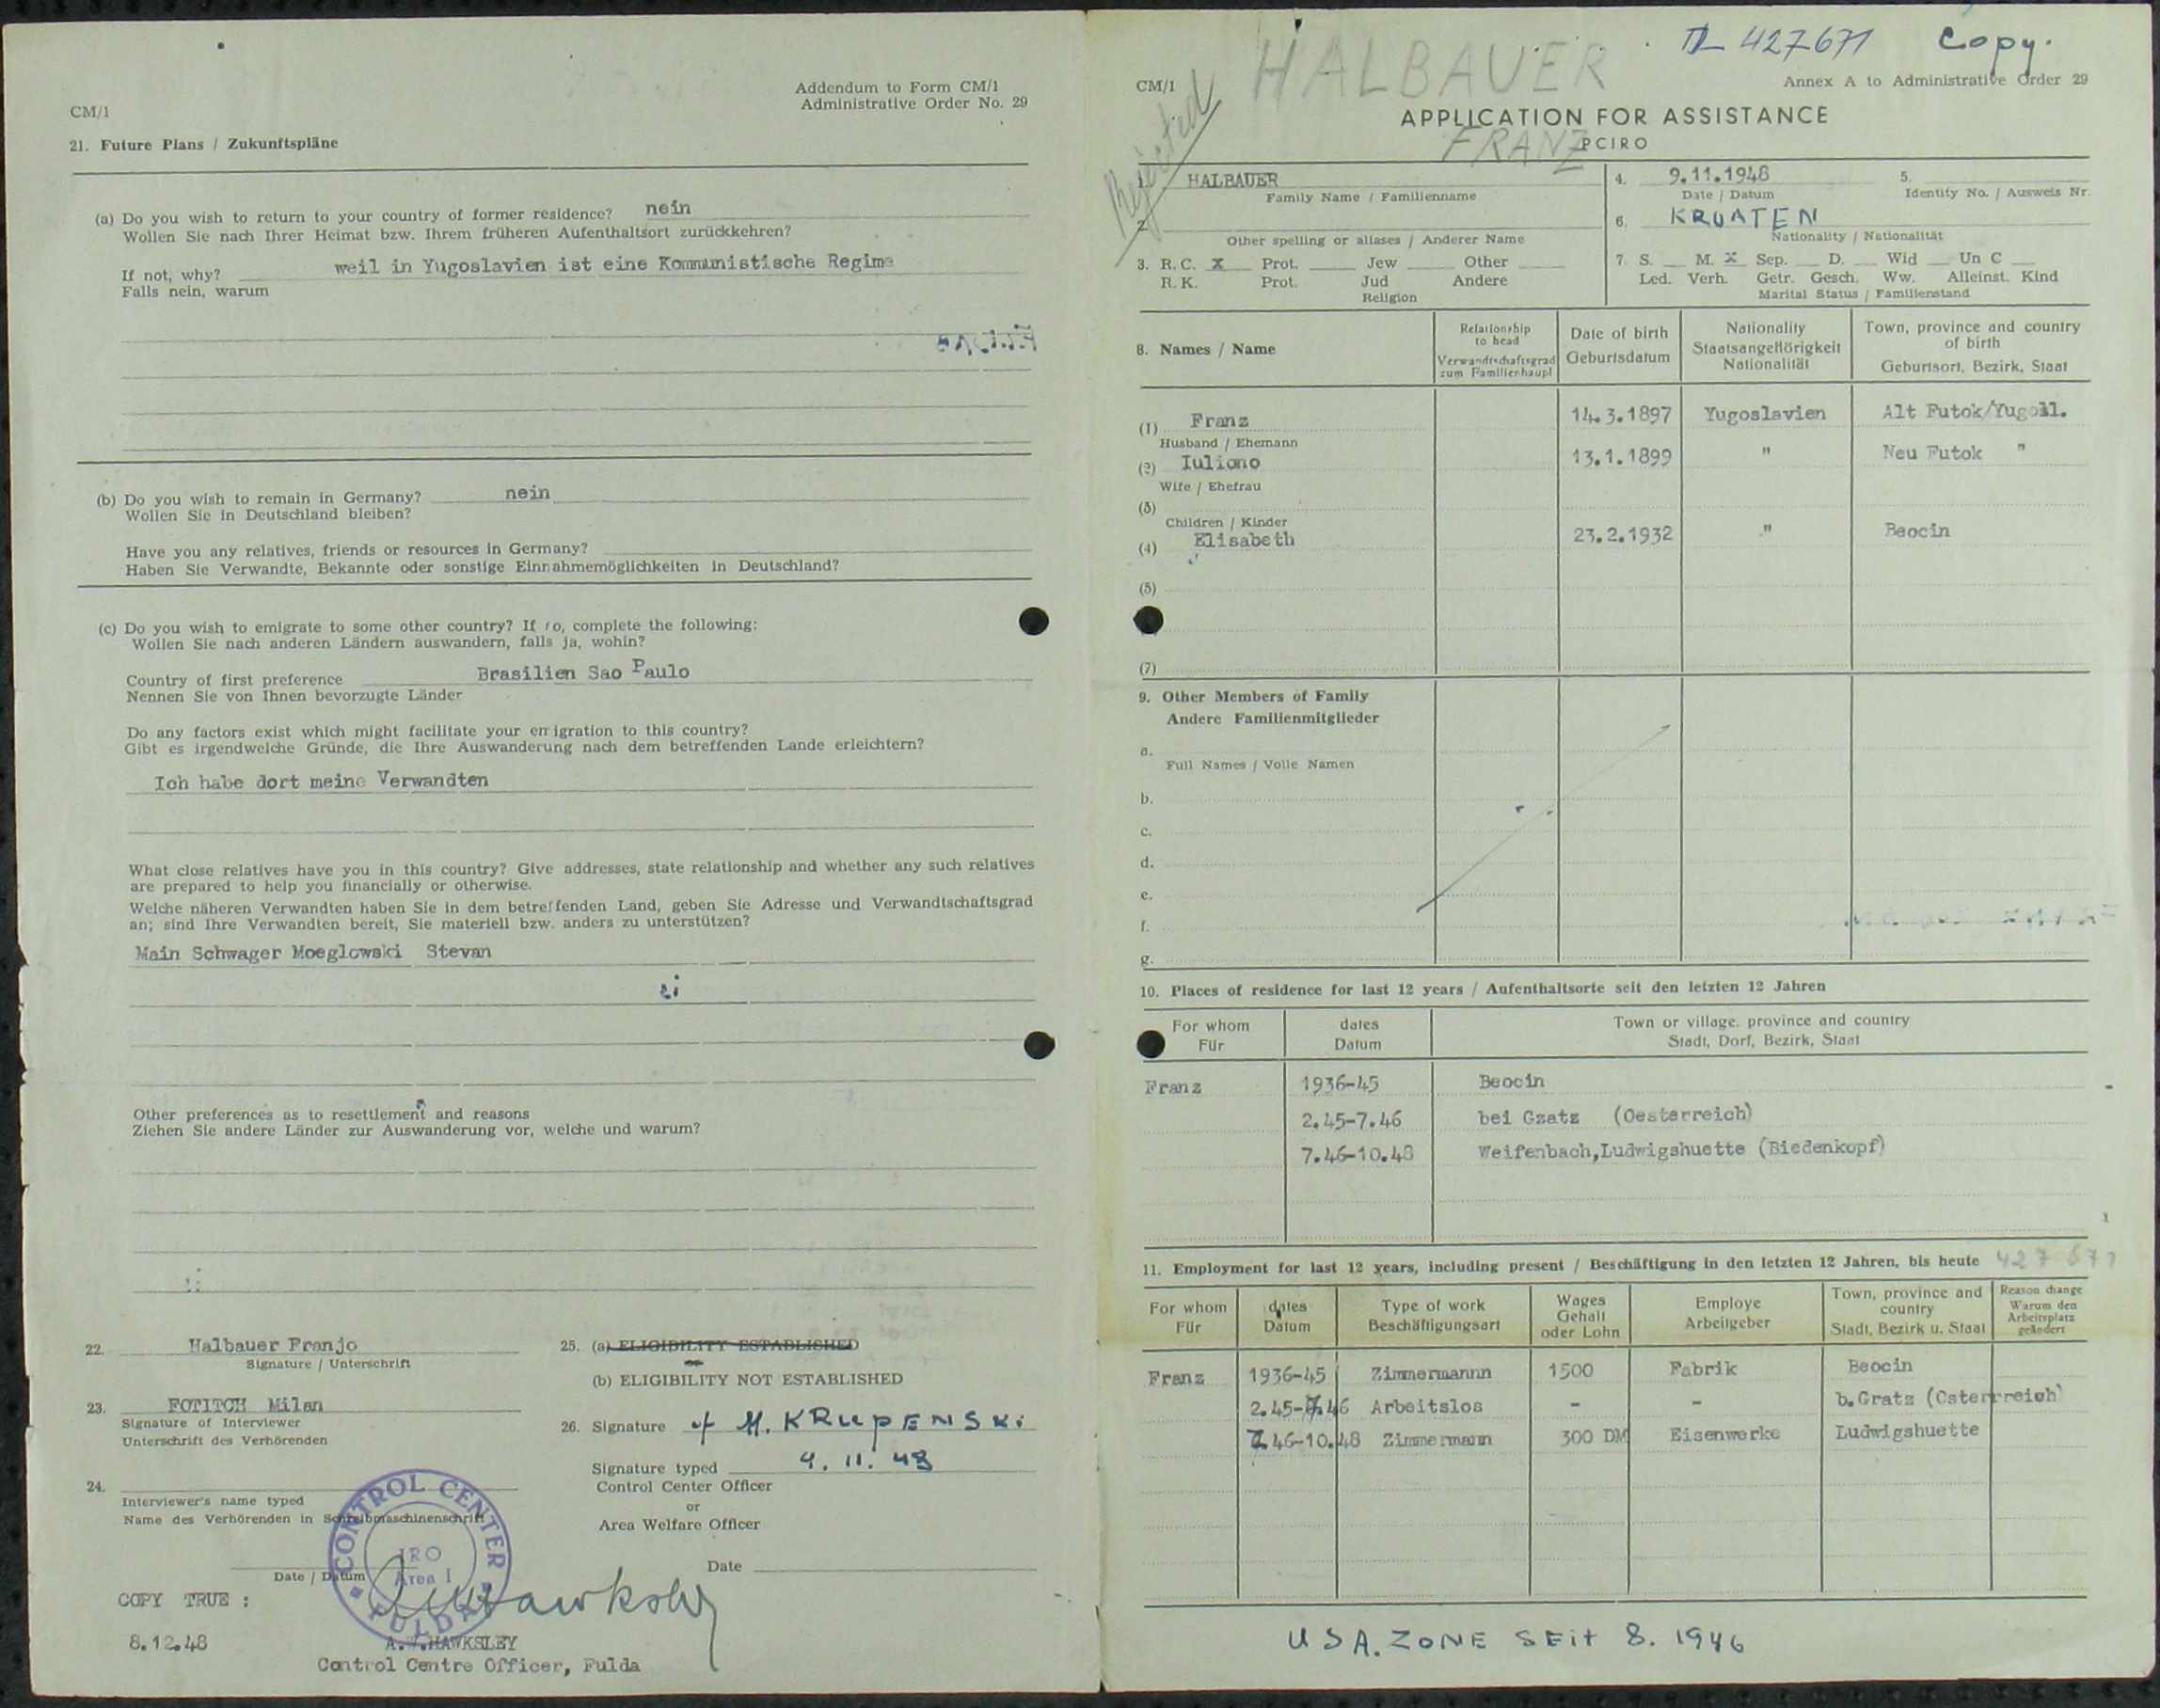 CM/1
Addendum to Form CM/1
Administrative Order No. 29
21. Future Plans / Zukunftspläne
(a) Do you wish to return to your country of former residence? nein
Wollen Sie nach Ihrer Heimat bzw. Ihrem früheren Aufenthaltsort zurückkehren?
If not, why? weil in Yugoslavien ist eine Kommunistische Regime
Falls nein, warum
(b) Do you wish to remain in Germany? nein
Wollen Sie in Deutschland bleiben?
Have you any relatives, friends or resources in Germany?
Haben Sie Verwandte, Bekannte oder sonstige Einnahmemöglichkeiten in Deutschland?
(c) Do you wish to emigrate to some other country? If so, complete the following:
Wollen Sie nach anderen Ländern auswandern, falls ja, wohin?
Country of first preference Brasilien Sao Paulo
Nennen Sie von Ihnen bevorzugte Länder
Do any factors exist which might facilitate your emigration to this country?
Gibt es irgendwelche Gründe, die Ihre Auswanderung nach dem betreffenden Lande erleichtern?
Ich habe dort meine Verwandten
What close relatives have you in this country? Give addresses, state relationship and whether any such relatives
are prepared to help you financially or otherwise.
Welche näheren Verwandten haben Sie in dem betreffenden Land, geben Sie Adresse und Verwandtschaftsgrad
an; sind Ihre Verwandten bereit, Sie materiell bzw. anders zu unterstützen?
Main Schwager Moeglowski Stevan
Other preferences as to resettlement and reasons
Ziehen Sie andere Länder zur Auswanderung vor, welche und warum?
22. Halbauer Franjo
Signature / Unterschrift
23. FOTITCH Milan
Signature of Interviewer
Unterschrift des Verhörenden
24.
Interviewer's name typed
Name des Verhörenden in Schreibmaschinenschrift
Date / Datum
CONTROL CENTER
IRO
Area 1
FULDA
COPY TRUE :
8.12.48
A.W.HAWKSLEY
Control Centre Officer, Fulda
25. (a) ELIGIBILITY ESTABLISHED
(b) ELIGIBILITY NOT ESTABLISHED
26. Signature M. KRUPENSKi
9. 11. 48
Signature typed
Control Center Officer
or
Area Welfare Officer
Date
427671 Copy.
HALBAUER
FRANZ
Rejected
CM/1
Annex A to Administrative Order 29
APPLICATION FOR ASSISTANCE
PCIRO
1. HALBAUER
Family Name / Familienname
2.
Other spelling or aliases / Anderer Name
3. R. C. X Prot. Jew Other
R. K. Prot. Jud Andere
Religion
4. 9.11.1948
Date / Datum
5.
Identity No. / Ausweis Nr.
6. KROATEN
Nationality / Nationalität
7. S. M. X Sep. D. Wid Un C
Led. Verh. Getr. Gesch. Ww. Alleinst. Kind
Marital Status / Familienstand
8. Names / Name
Relationship to head
Verwandtschaftsgrad zum Familienhaupt
Date of birth
Geburtsdatum
Nationality
Staatsangehörigkeit
Nationalität
Town, province and country of birth
Geburtsort, Bezirk, Staat
(1) Franz 14.3.1897 Yugoslavien Alt Futok/Yugosl.
Husband / Ehemann
(2) Iuliono 13.1.1899 " Neu Futok "
Wife / Ehefrau
(3)
Children / Kinder
(4) Elisabeth 23.2.1932 " Beocin
(5)
(7)
9. Other Members of Family
Andere Familienmitglieder
a.
Full Names / Volle Namen
b.
c.
d.
e.
f.
g.
10. Places of residence for last 12 years / Aufenthaltsorte seit den letzten 12 Jahren
For whom
Für
dates
Datum
Town or village, province and country
Stadt, Dorf, Bezirk, Staat
Franz 1936-45 Beocin
2.45-7.46 bei Gzatz (Oesterreich)
7.46-10.48 Weifenbach,Ludwigshuette (Biedenkopf)
11. Employment for last 12 years, including present / Beschäftigung in den letzten 12 Jahren, bis heute 427671
For whom
Für
dates
Datum
Type of work
Beschäftigungsart
Wages
Gehalt
oder Lohn
Employe
Arbeitgeber
Town, province and country
Stadt, Bezirk u. Staat
Reason change
Warum den Arbeitsplatz geändert
Franz 1936-45 Zimmermannn 1500 Fabrik Beocin
2.45-7.46 Arbeitslos - - b.Gratz (Osterrreich)
7.46-10.48 Zimmermann 300 DM Eisenwerke Ludwigshuette
USA. ZONE SEit 8. 1946